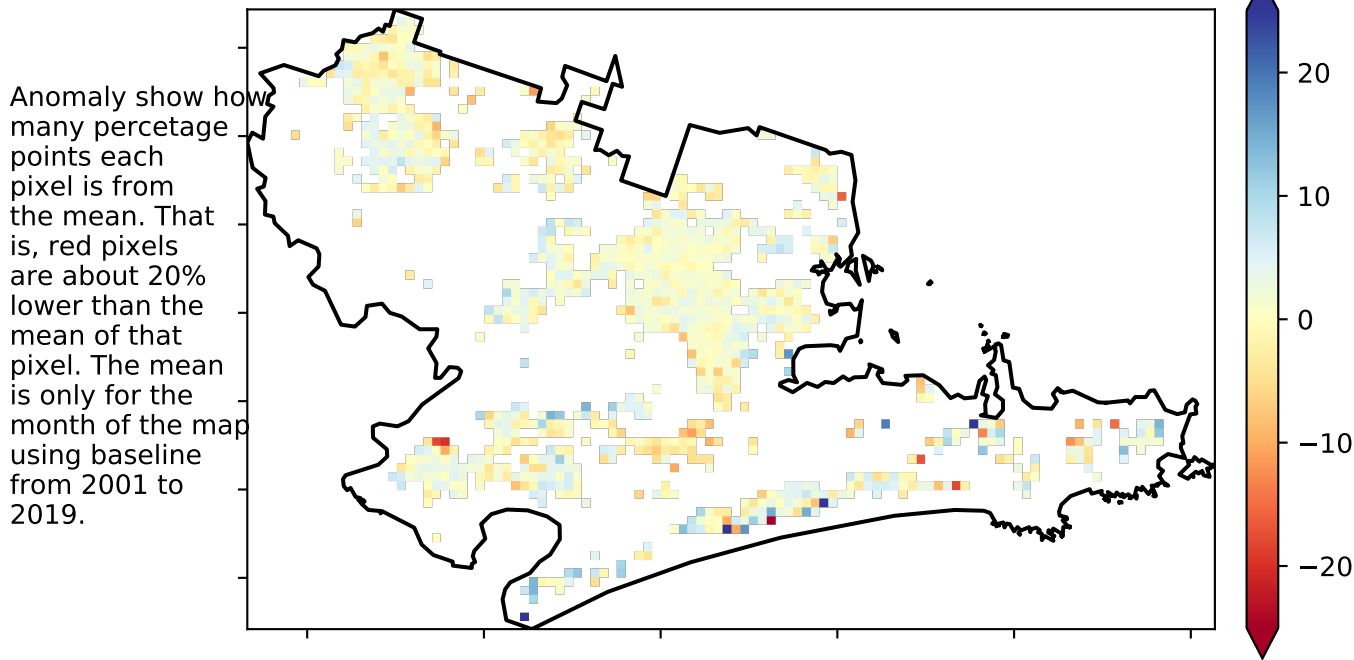 Anomaly show how
many percetage
points each
pixel is from
the mean. That
is, red pixels
are about 20%
lower than the
mean of that
pixel. The mean
is only for the
month of the map
using baseline
from 2001 to
2019.
20
10
0
−10
−20